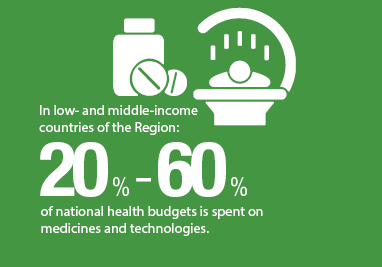 In low- and middle-income
countries of the Region:
20% - 60%
of national health budgets is spent on
medicines and technologies.